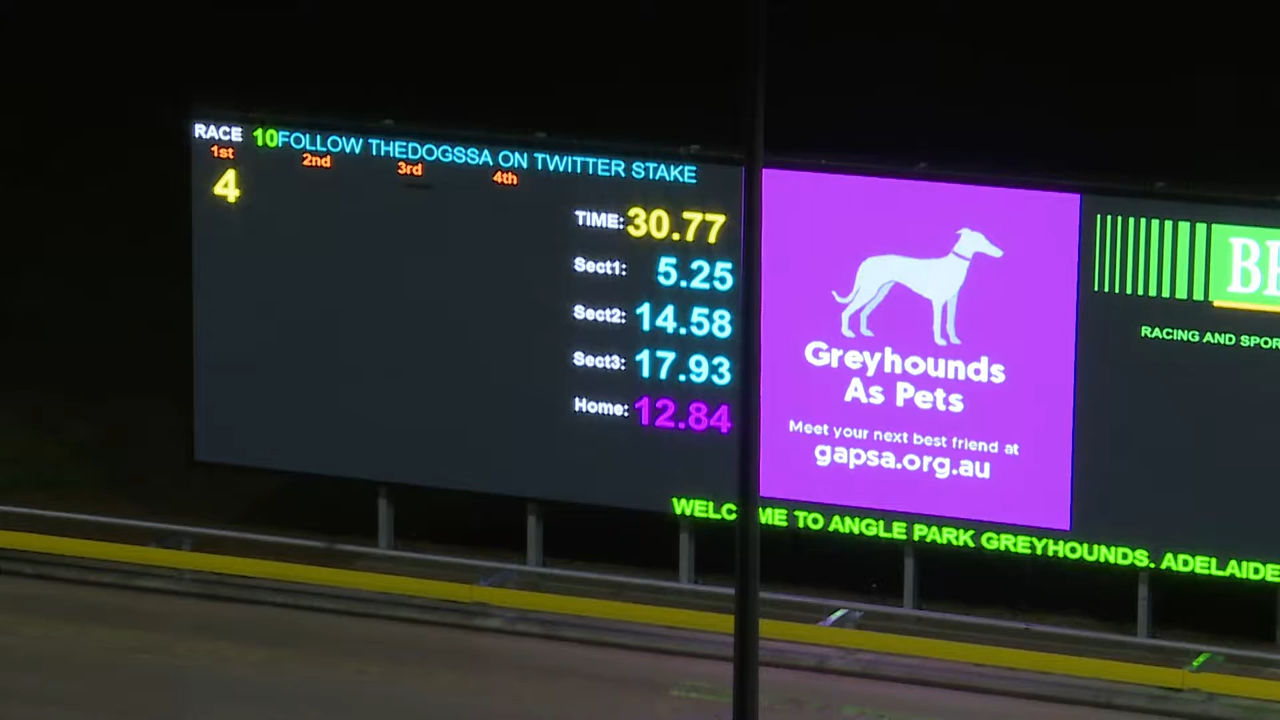 RACE 10FOLLOW THEDOGSSA ON TWITTER STAKE
1st 2nd 3rd 4th
4
TIME: 30.77
Sect1: 5.25
Sect2: 14.58
Sect3: 17.93
Home: 12.84
Greyhounds
As Pets
Meet your next best friend at
gapsa.org.au
RACING AND
TO ANGLE PARK GREYHOUNDS. ADELAIDE